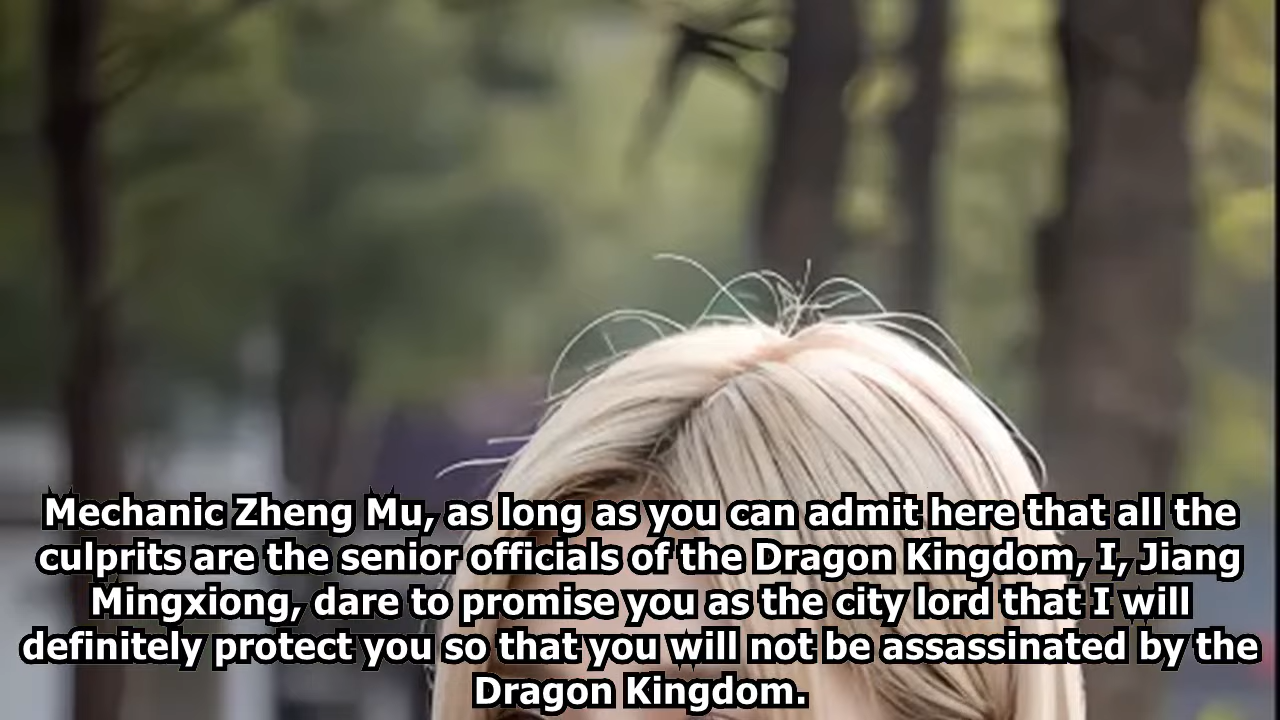 Mechanic Zheng Mu, as long as you can admit here that all the
culprits are the senior officials of the Dragon Kingdom, I, Jiang
Mingxiong, dare to promise you as the city lord that I will
definitely protect you so that you will not be assassinated by the
Dragon Kingdom.